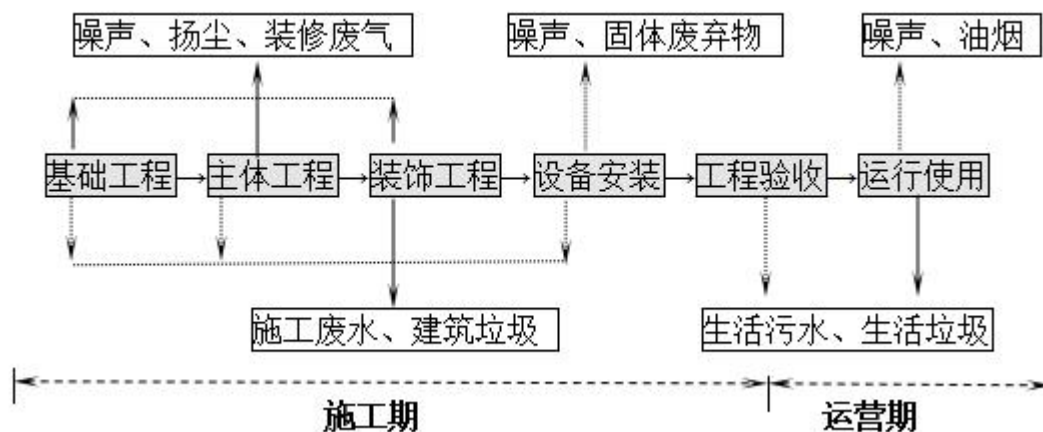 噪声、扬尘、装修废气
噪声、固体废弃物
噪声、油烟
基础工程
主体工程
装饰工程
设备安装
工程验收
运行使用
施工废水、建筑垃圾
生活污水、生活垃圾
施工期
运营期